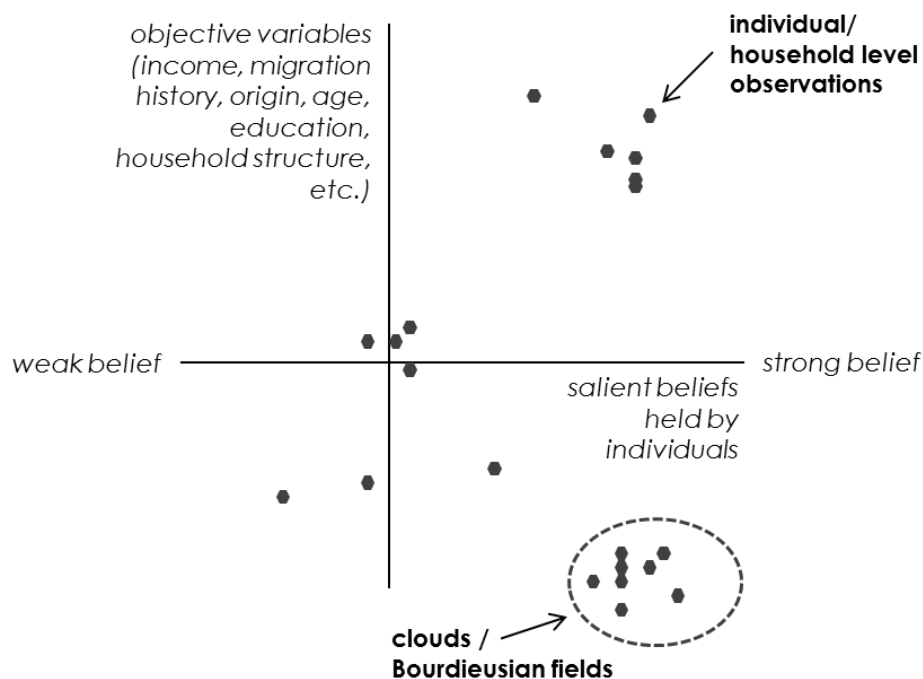 objective variables
(income, migration
history, origin, age,
education,
household structure,
etc.)
individual/
household level
observations
weak belief
strong belief
salient beliefs
held by
individuals
clouds /
Bourdieusian fields